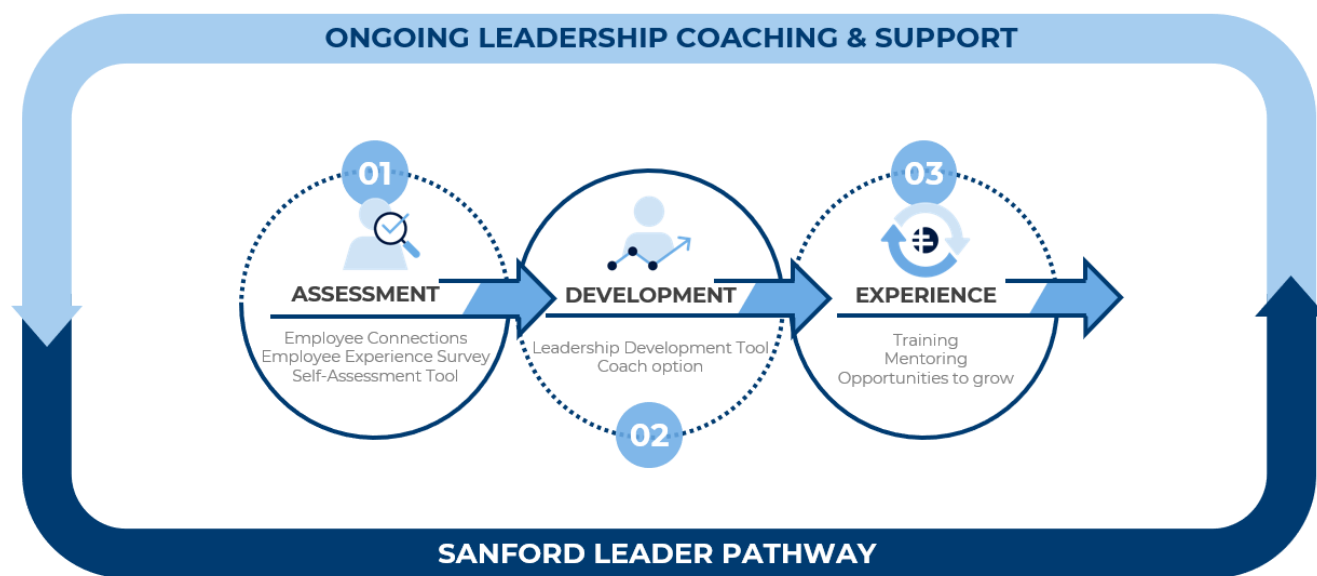 ONGOING LEADERSHIP COACHING & SUPPORT
01
ASSESSMENT
Employee Connections
Employee Experience Survey
Self-Assessment Tool
DEVELOPMENT
Leadership Development Tool
Coach option
02
03
EXPERIENCE
Training
Mentoring
Opportunities to grow
SANFORD LEADER PATHWAY